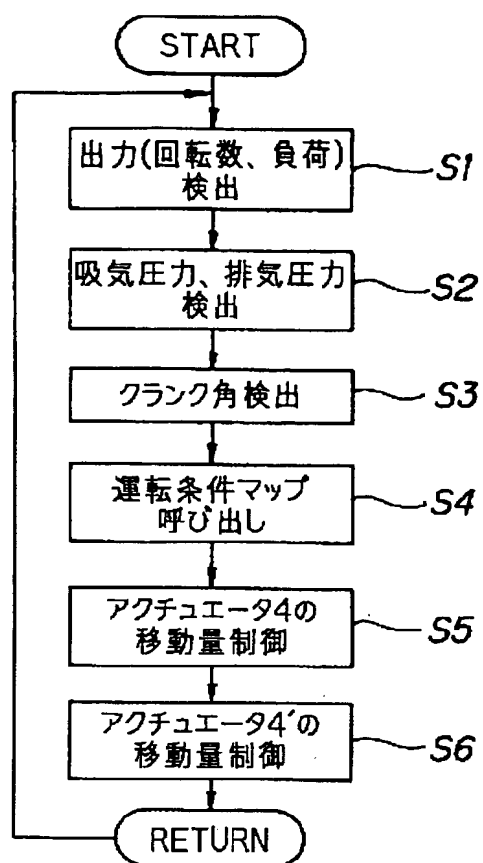 START
出力(回転数、負荷)
検出
S1
吸気圧力、排気圧力
検出
S2
クランク角検出
S3
運転条件マップ
呼び出し
S4
アクチュエータ4の
移動量制御
S5
アクチュエータ4'の
移動量制御
S6
RETURN